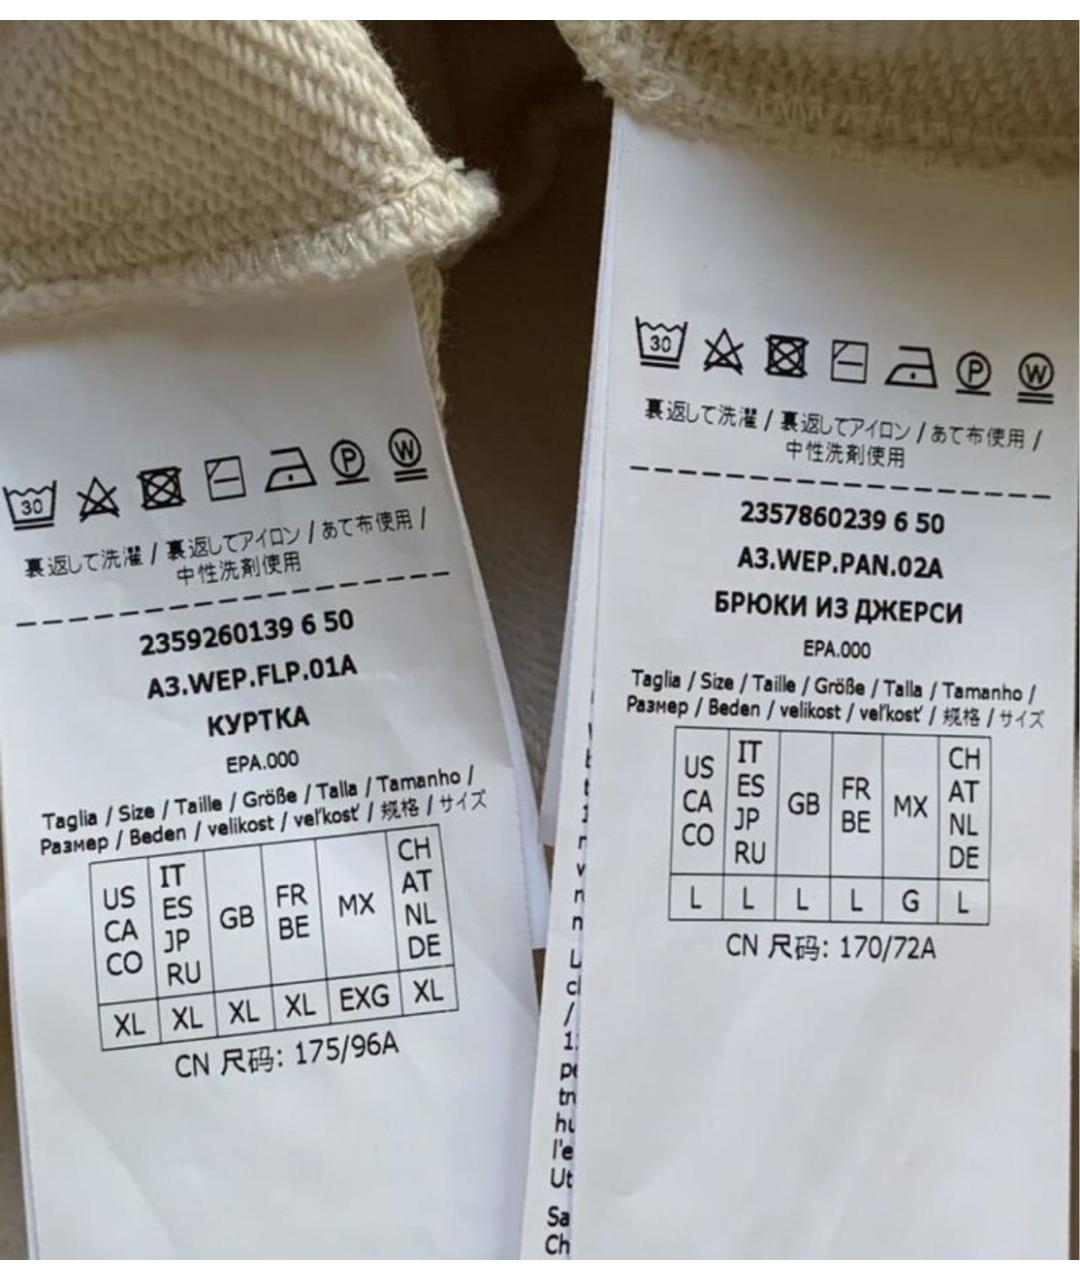 30 P W
裏返して洗濯 / 裏返してアイロン / あて布使用 /
中性洗剤使用
2359260139 6 50
A3.WEP.FLP.01A
КУРТКА
EPA.000
Taglia / Size / Taille / Größe / Talla / Tamanho /
Размер / Beden / velikost / veľkosť / 规格 / サイズ
US CA CO IT ES JP RU GB FR BE MX CH AT NL DE
XL XL XL XL EXG XL
CN 尺码: 175/96A
30 P W
裏返して洗濯 / 裏返してアイロン / あて布使用 /
中性洗剤使用
2357860239 6 50
A3.WEP.PAN.02A
БРЮКИ ИЗ ДЖЕРСИ
EPA.000
Taglia / Size / Taille / Größe / Talla / Tamanho /
Размер / Beden / velikost / veľkosť / 规格 / サイズ
US CA CO IT ES JP RU GB FR BE MX CH AT NL DE
L L L L G L
CN 尺码: 170/72A
l'e
Ut
Sa
Ch